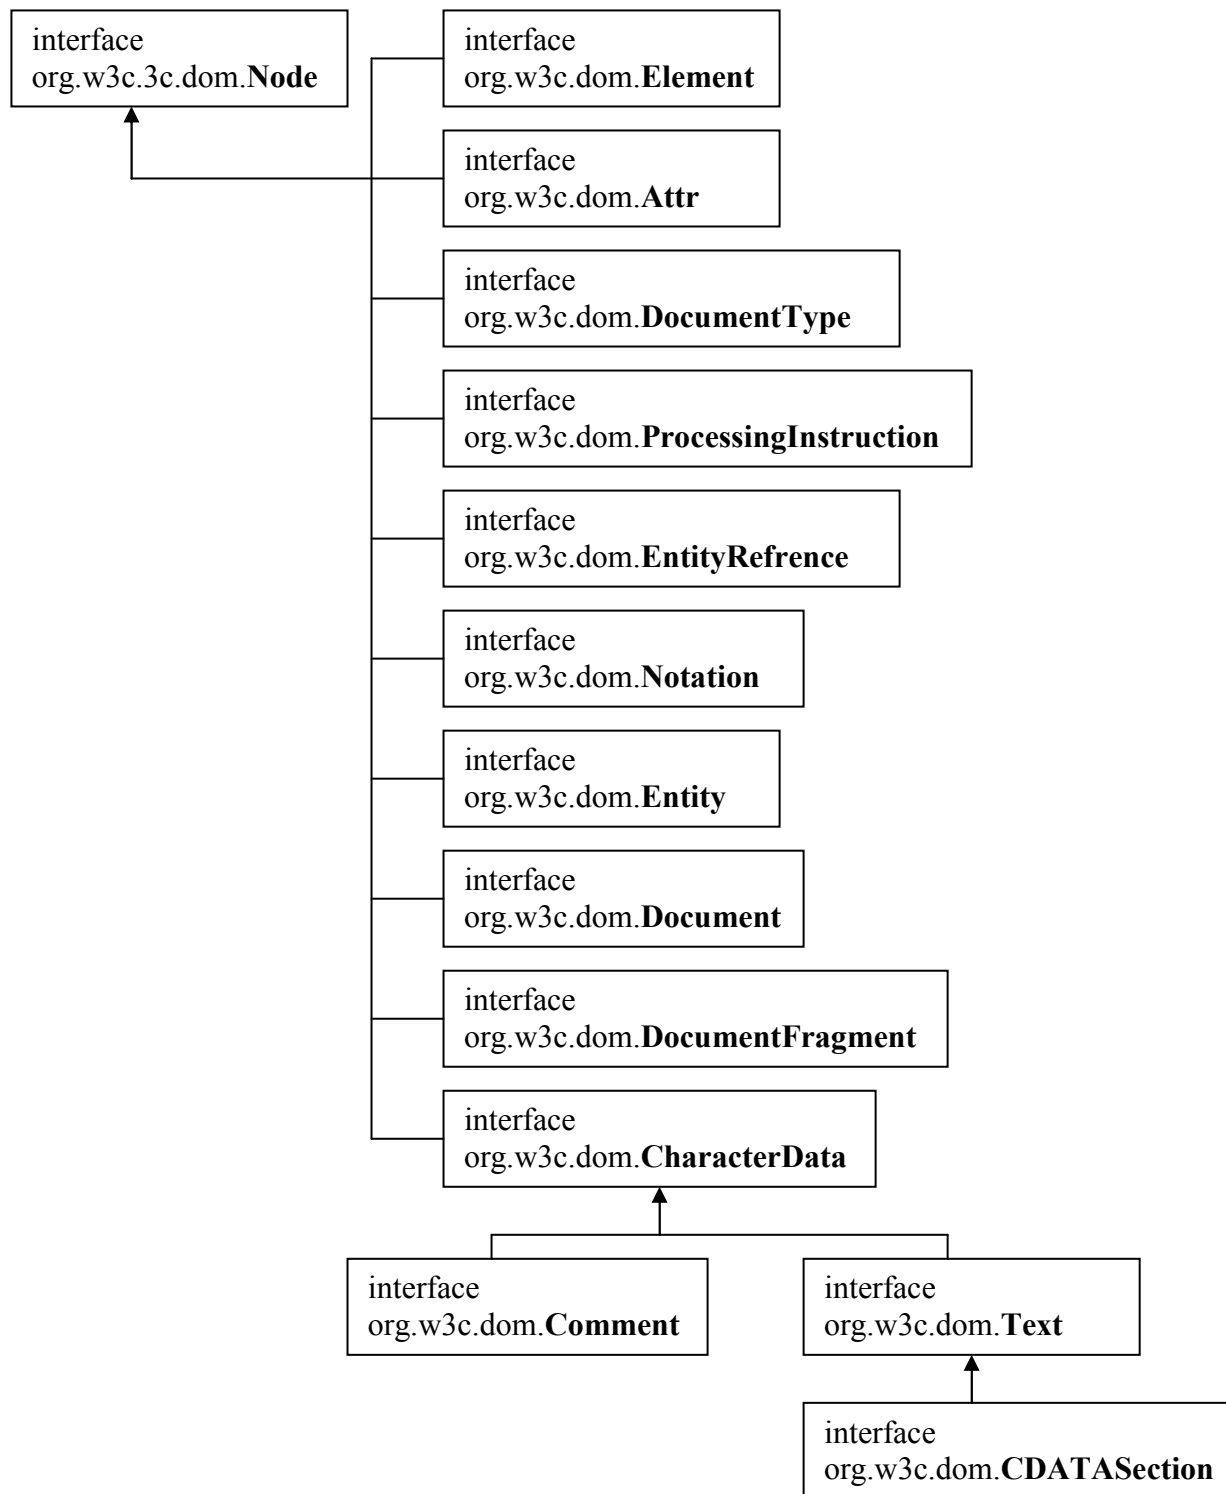 interface
org.w3c.3c.dom.Node
interface
org.w3c.dom.Element
interface
org.w3c.dom.Attr
interface
org.w3c.dom.DocumentType
interface
org.w3c.dom.ProcessingInstruction
interface
org.w3c.dom.EntityRefrence
interface
org.w3c.dom.Notation
interface
org.w3c.dom.Entity
interface
org.w3c.dom.Document
interface
org.w3c.dom.DocumentFragment
interface
org.w3c.dom.CharacterData
interface
org.w3c.dom.Comment
interface
org.w3c.dom.Text
interface
org.w3c.dom.CDATASection